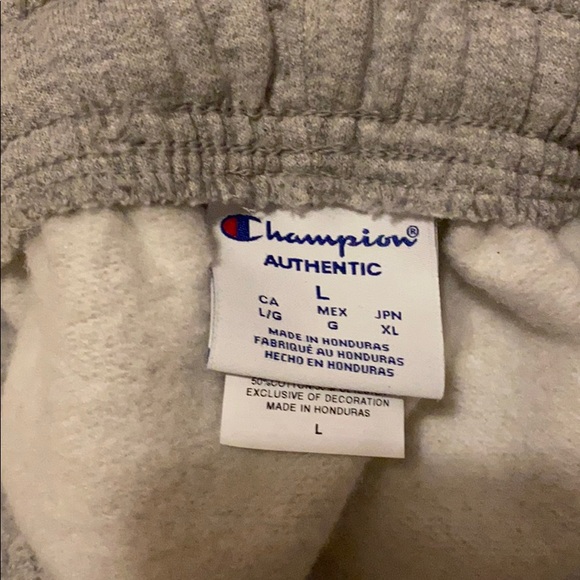 Champion®
AUTHENTIC
L
CA MEX JPN
L/G G XL
MADE IN HONDURAS
FABRIQUÉ AU HONDURAS
HECHO EN HONDURAS
EXCLUSIVE OF DECORATION
MADE IN HONDURAS
L